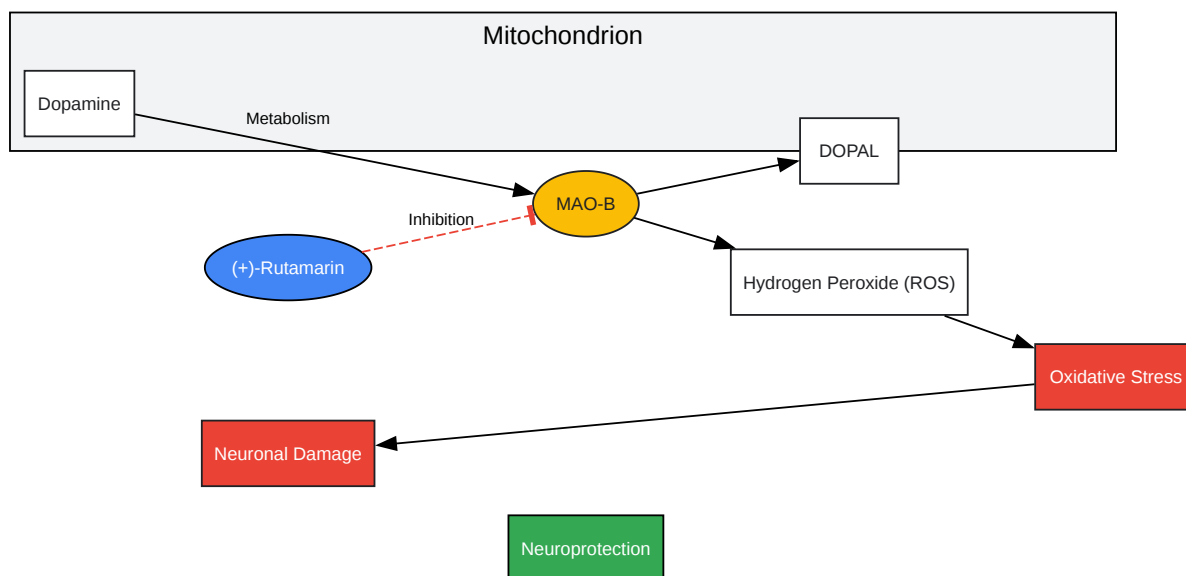 Mitochondrion
Dopamine
Metabolism
DOPAL
MAO-B
Inhibition
(+)-Rutamarin
Hydrogen Peroxide (ROS)
Oxidative Stress
Neuronal Damage
Neuroprotection